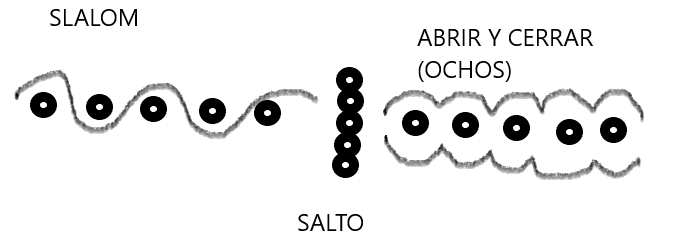 SLALOM
ABRIR Y CERRAR
(OCHOS)
SALTO